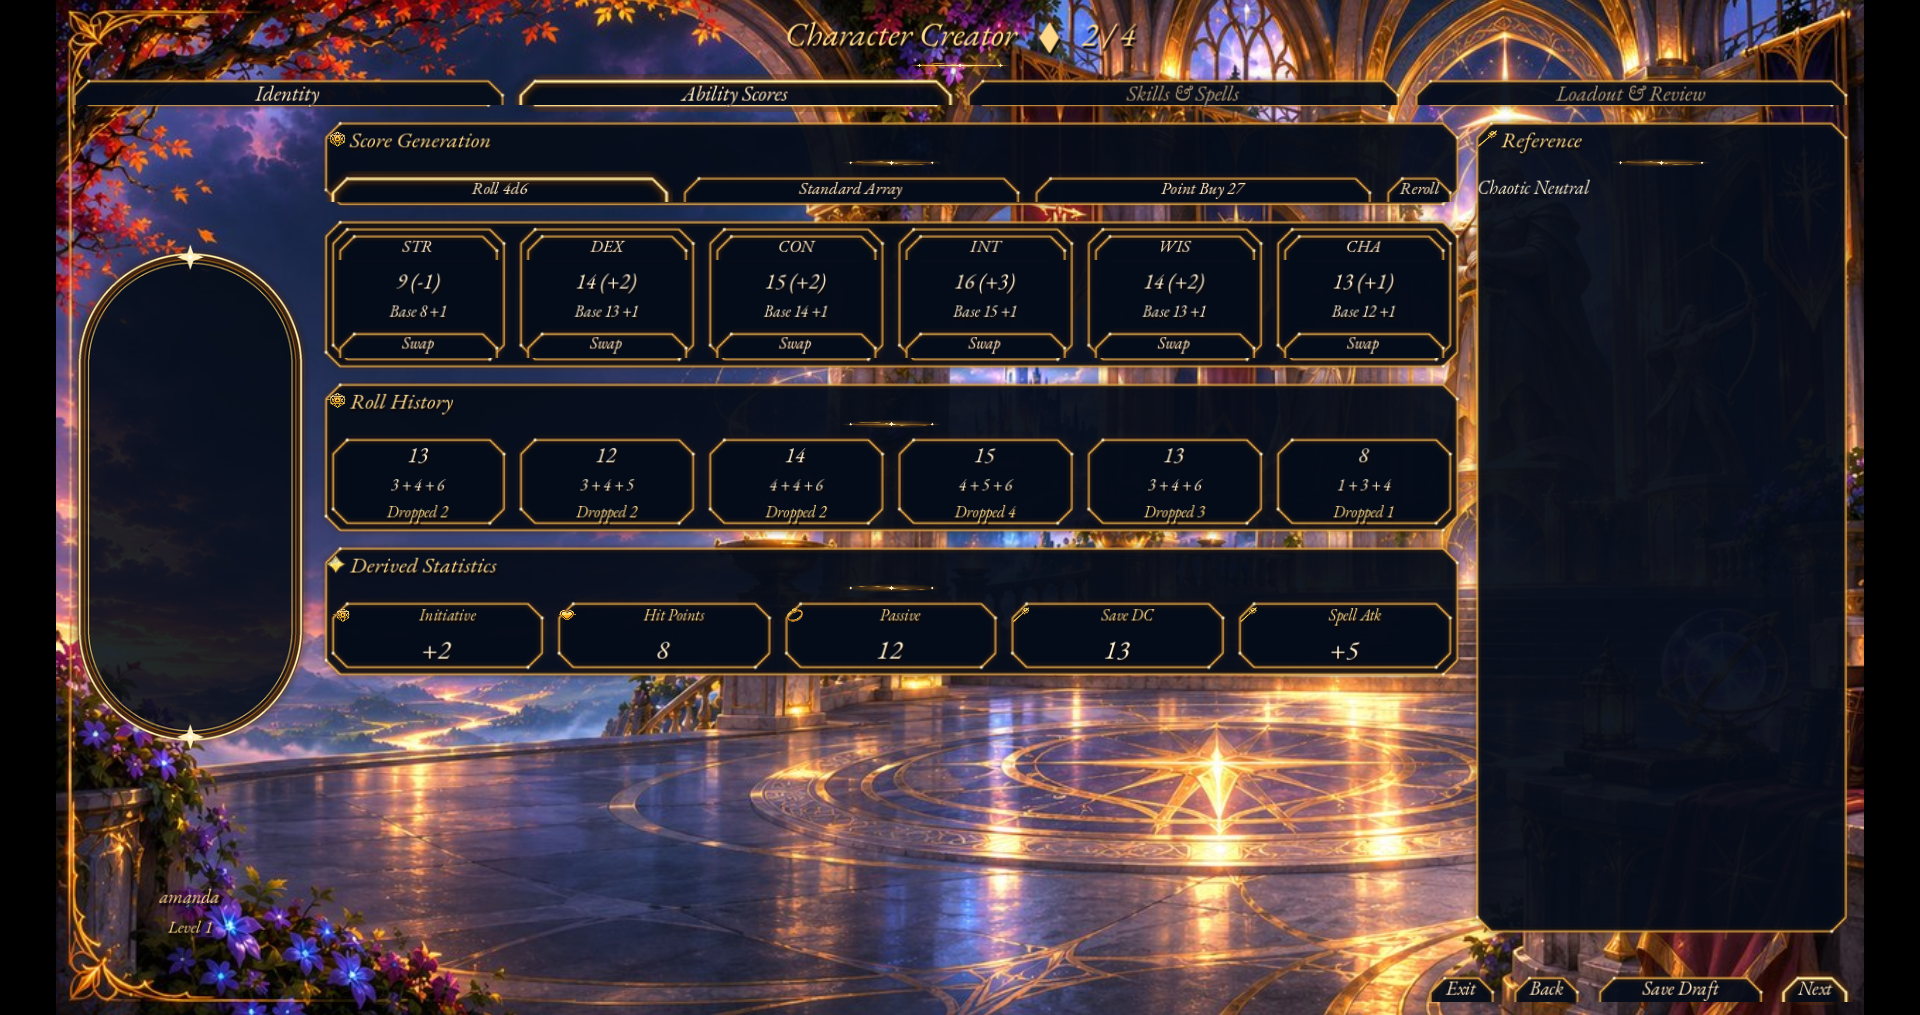 Character Creator ♦ 2/4
Identity
Ability Scores
Skills & Spells
Loadout & Review
Score Generation
Roll 4d6
Standard Array
Point Buy 27
Reroll
STR
9 (-1)
Base 8 +1
Swap
DEX
14 (+2)
Base 13 +1
Swap
CON
15 (+2)
Base 14 +1
Swap
INT
16 (+3)
Base 15 +1
Swap
WIS
14 (+2)
Base 13 +1
Swap
CHA
13 (+1)
Base 12 +1
Swap
Roll History
13
3 + 4 + 6
Dropped 2
12
3 + 4 + 5
Dropped 2
14
4 + 4 + 6
Dropped 2
15
4 + 5 + 6
Dropped 4
13
3 + 4 + 6
Dropped 3
8
1 + 3 + 4
Dropped 1
Derived Statistics
Initiative
+2
Hit Points
8
Passive
12
Save DC
13
Spell Atk
+5
Reference
Chaotic Neutral
amanda
Level 1
Exit
Back
Save Draft
Next